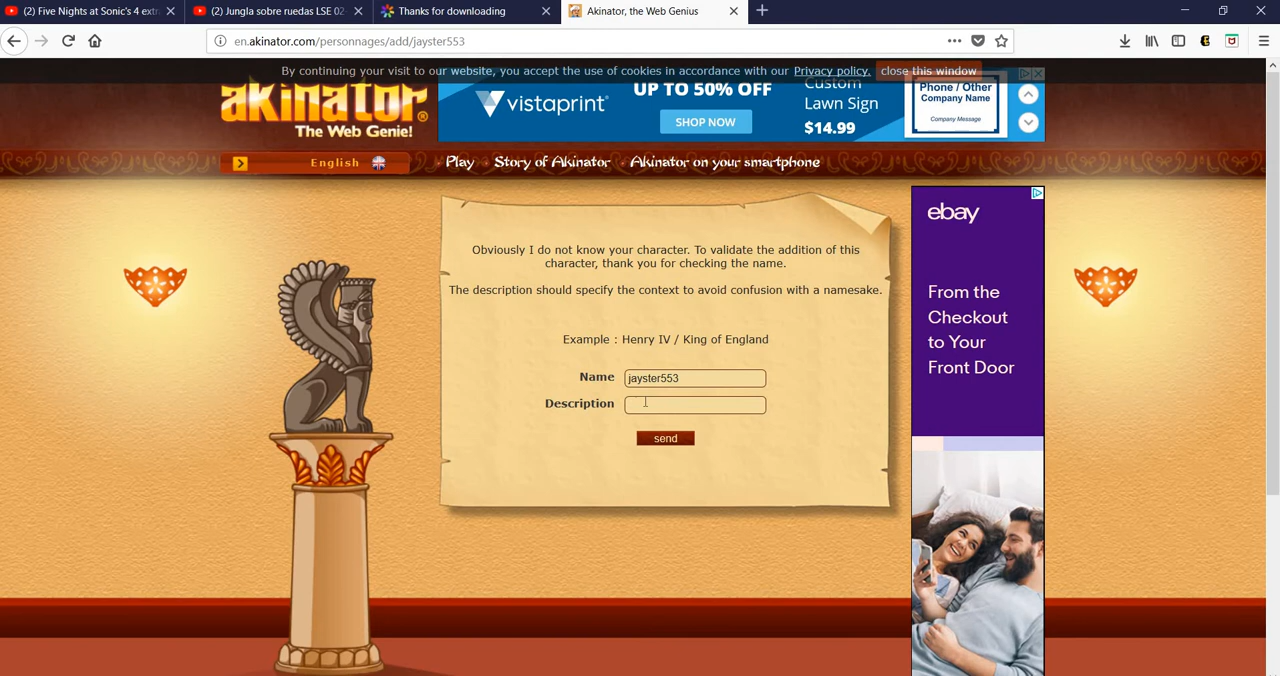 (2) Five Nights at Sonic's 4 extr
(2) Jungla sobre ruedas LSE 02
Thanks for downloading
Akinator, the Web Genius
en.akinator.com/personnages/add/jayster553
By continuing your visit to our website, you accept the use of cookies in accordance with our Privacy policy. close this window
akinator®
The Web Genie!
vistaprint®
UP TO 50% OFF
SHOP NOW
Custom
Lawn Sign
$14.99
Phone / Other
Company Name
Company Message
English
Play
Story of Akinator
Akinator on your smartphone
Obviously I do not know your character. To validate the addition of this
character, thank you for checking the name.
The description should specify the context to avoid confusion with a namesake.
Example : Henry IV / King of England
Name jayster553
Description
send
ebay
From the
Checkout
to Your
Front Door